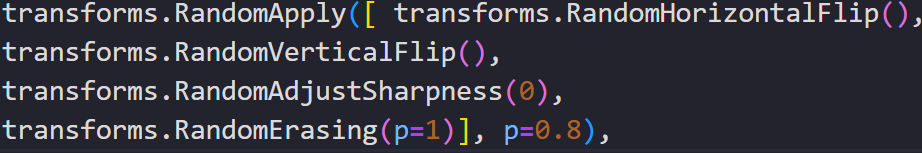 transforms.RandomApply([ transforms.RandomHorizontalFlip(),
transforms.RandomVerticalFlip(),
transforms.RandomAdjustSharpness(0),
transforms.RandomErasing(p=1)], p=0.8),